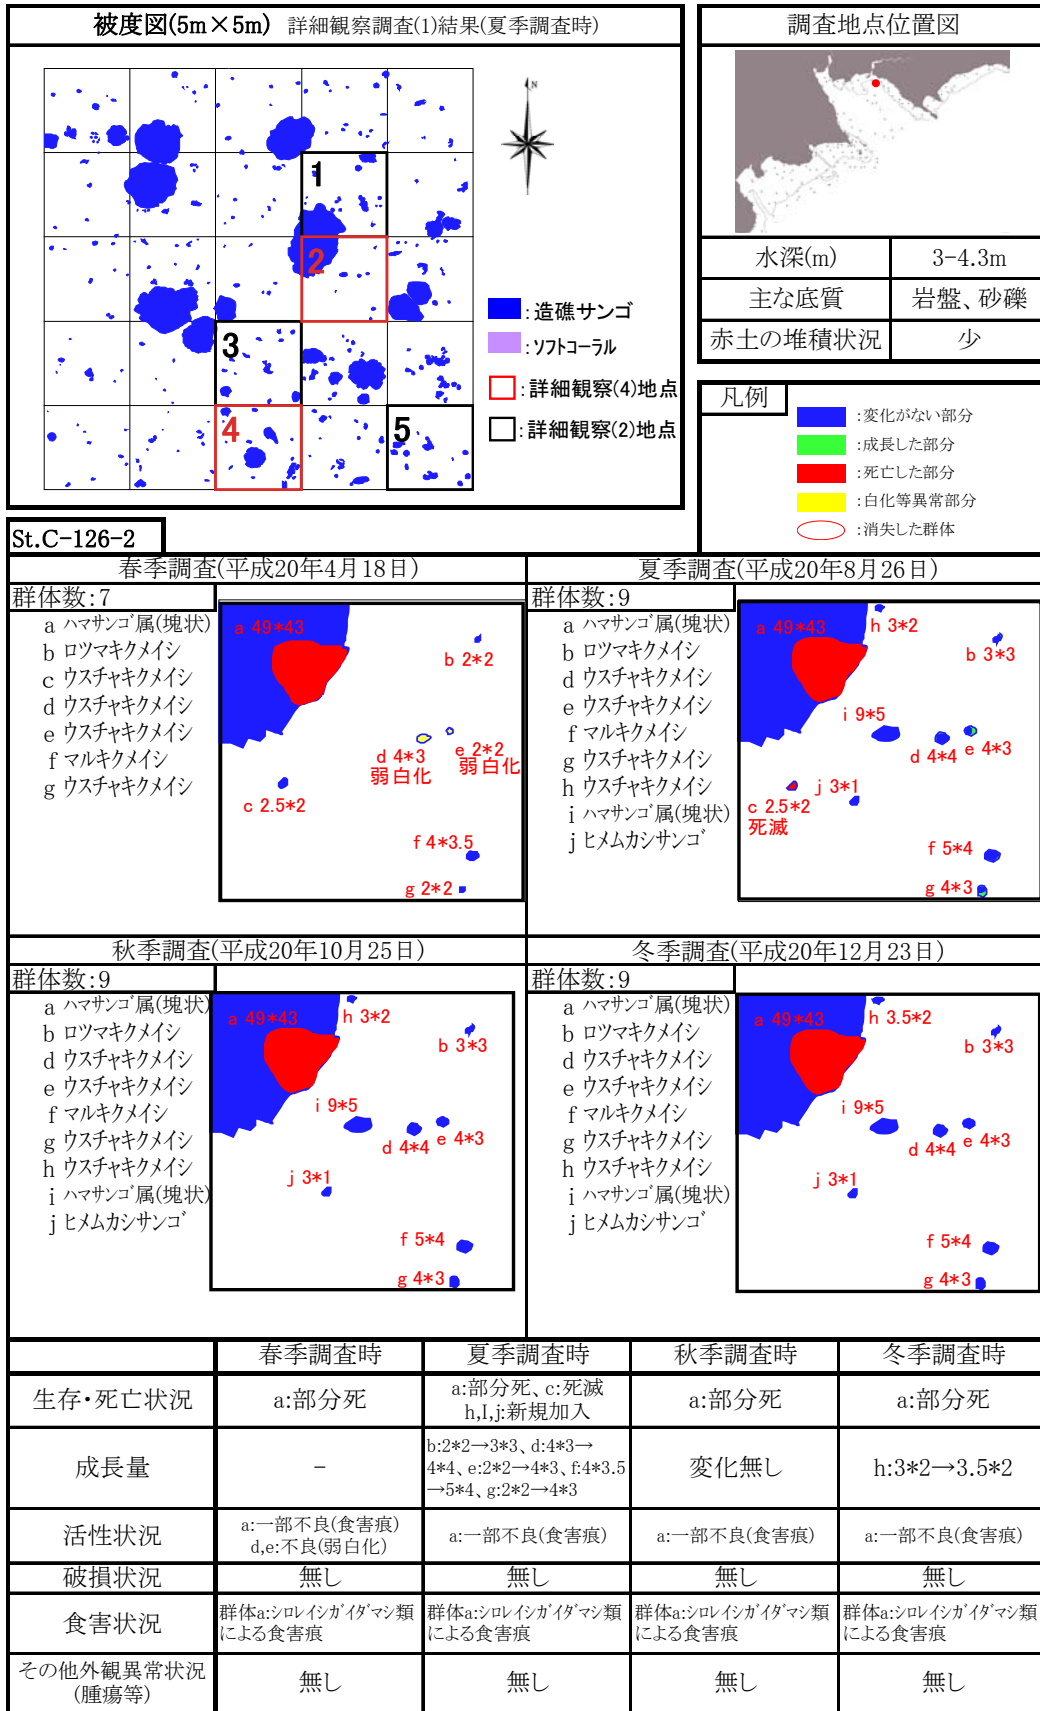 被度図(5m×5m) 詳細観察調査(1)結果(夏季調査時)
N
1
2
3
4
5
:造礁サンゴ
:ソフトコーラル
:詳細観察(4)地点
:詳細観察(2)地点
調査地点位置図
水深(m) 3-4.3m
主な底質 岩盤、砂礫
赤土の堆積状況 少
凡例
:変化がない部分
:成長した部分
:死亡した部分
:白化等異常部分
:消失した群体
St.C-126-2
春季調査(平成20年4月18日)
群体数:7
a ハマサンゴ属(塊状)
b ロツマキクメイシ
c ウスチャキクメイシ
d ウスチャキクメイシ
e ウスチャキクメイシ
f マルキクメイシ
g ウスチャキクメイシ
a 49*43
b 2*2
d 4*3
弱白化
e 2*2
弱白化
c 2.5*2
f 4*3.5
g 2*2
夏季調査(平成20年8月26日)
群体数:9
a ハマサンゴ属(塊状)
b ロツマキクメイシ
d ウスチャキクメイシ
e ウスチャキクメイシ
f マルキクメイシ
g ウスチャキクメイシ
h ウスチャキクメイシ
i ハマサンゴ属(塊状)
j ヒメムカシサンゴ
a 49*43
h 3*2
b 3*3
i 9*5
d 4*4
e 4*3
j 3*1
c 2.5*2
死滅
f 5*4
g 4*3
秋季調査(平成20年10月25日)
群体数:9
a ハマサンゴ属(塊状)
b ロツマキクメイシ
d ウスチャキクメイシ
e ウスチャキクメイシ
f マルキクメイシ
g ウスチャキクメイシ
h ウスチャキクメイシ
i ハマサンゴ属(塊状)
j ヒメムカシサンゴ
a 49*43
h 3*2
b 3*3
i 9*5
d 4*4
e 4*3
j 3*1
f 5*4
g 4*3
冬季調査(平成20年12月23日)
群体数:9
a ハマサンゴ属(塊状)
b ロツマキクメイシ
d ウスチャキクメイシ
e ウスチャキクメイシ
f マルキクメイシ
g ウスチャキクメイシ
h ウスチャキクメイシ
i ハマサンゴ属(塊状)
j ヒメムカシサンゴ
a 49*43
h 3.5*2
b 3*3
i 9*5
d 4*4
e 4*3
j 3*1
f 5*4
g 4*3
春季調査時 夏季調査時 秋季調査時 冬季調査時
生存・死亡状況
a:部分死
a:部分死、c:死滅
h,I,j:新規加入
a:部分死
a:部分死
成長量
－
b:2*2→3*3、d:4*3→
4*4、e:2*2→4*3、f:4*3.5
→5*4、g:2*2→4*3
変化無し
h:3*2→3.5*2
活性状況
a:一部不良(食害痕)
d,e:不良(弱白化)
a:一部不良(食害痕)
a:一部不良(食害痕)
a:一部不良(食害痕)
破損状況 無し 無し 無し 無し
食害状況
群体a:シロレイシガイダマシ類
による食害痕
群体a:シロレイシガイダマシ類
による食害痕
群体a:シロレイシガイダマシ類
による食害痕
群体a:シロレイシガイダマシ類
による食害痕
その他外観異常状況
(腫瘍等)
無し 無し 無し 無し